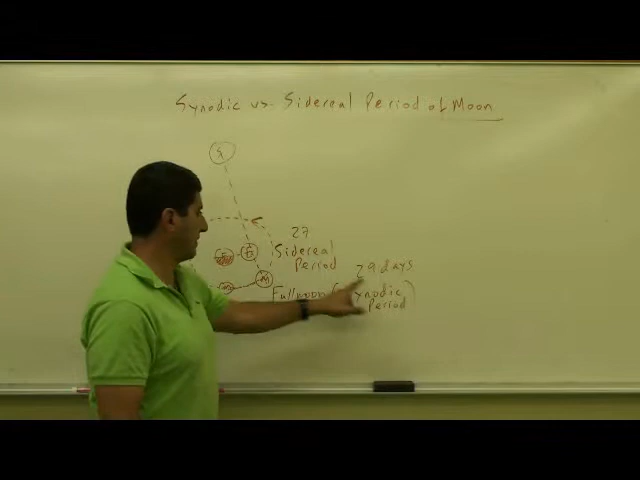 Synodic vs. Sidereal Period of Moon
S
27
Sidereal
Period
E
E
29 days
M
M
Full moon (Synodic)
Period